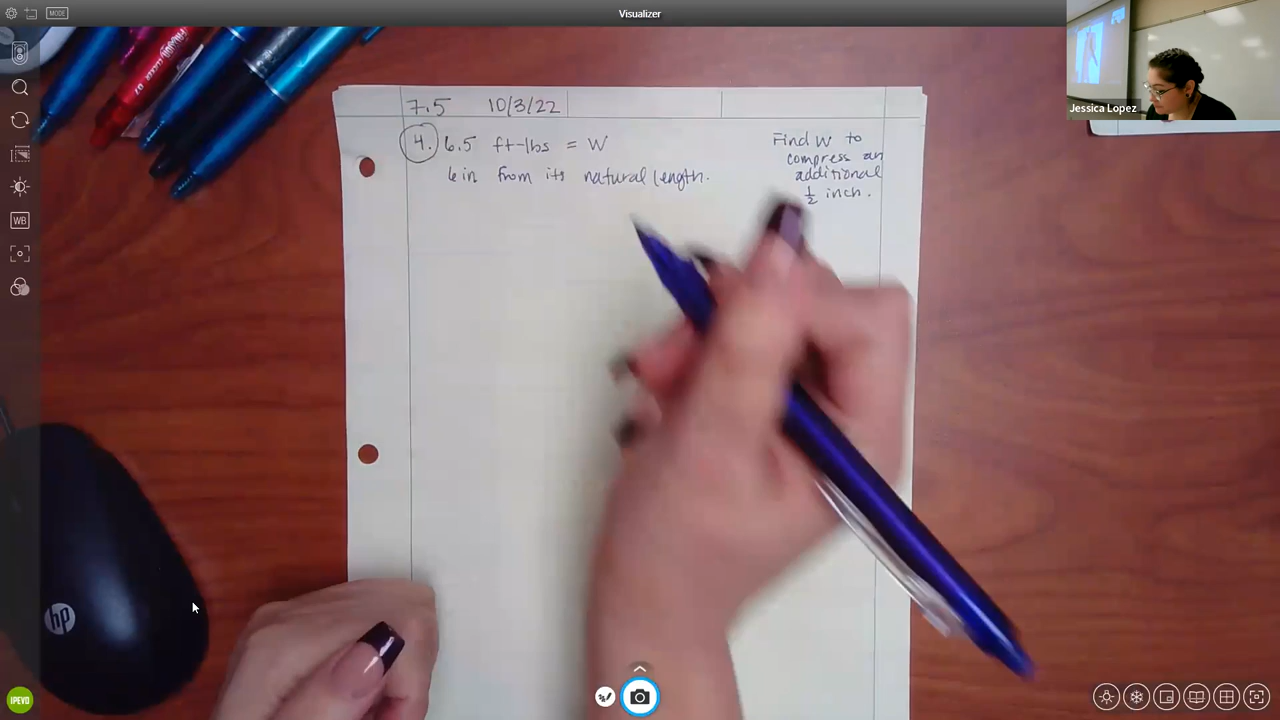 MODE
Visualizer
Jessica Lopez
7.5 10/3/22
4. 6.5 ft-lbs = W
6 in from its natural length.
Find W to
compress an
additional
1/2 inch.
WB
hp
IPEVO